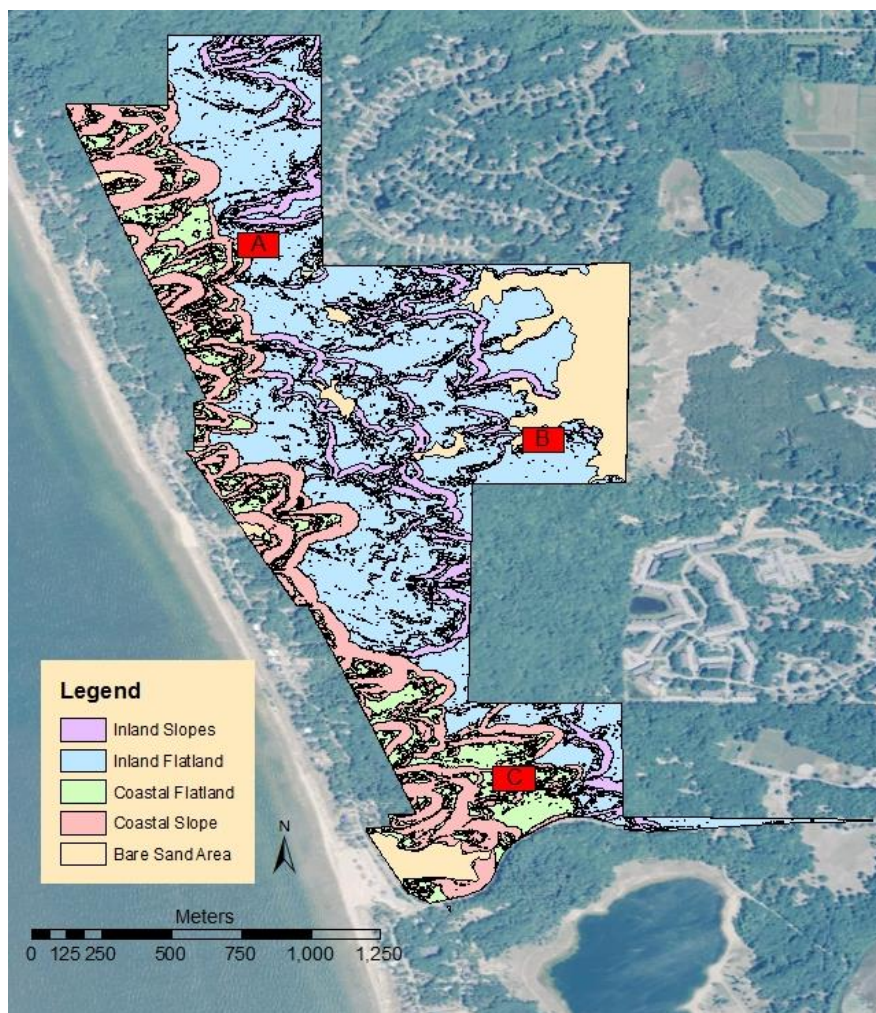 A
B
C
Legend
Inland Slopes
Inland Flatland
Coastal Flatland
Coastal Slope
Bare Sand Area
N
Meters
0 125 250 500 750 1,000 1,250